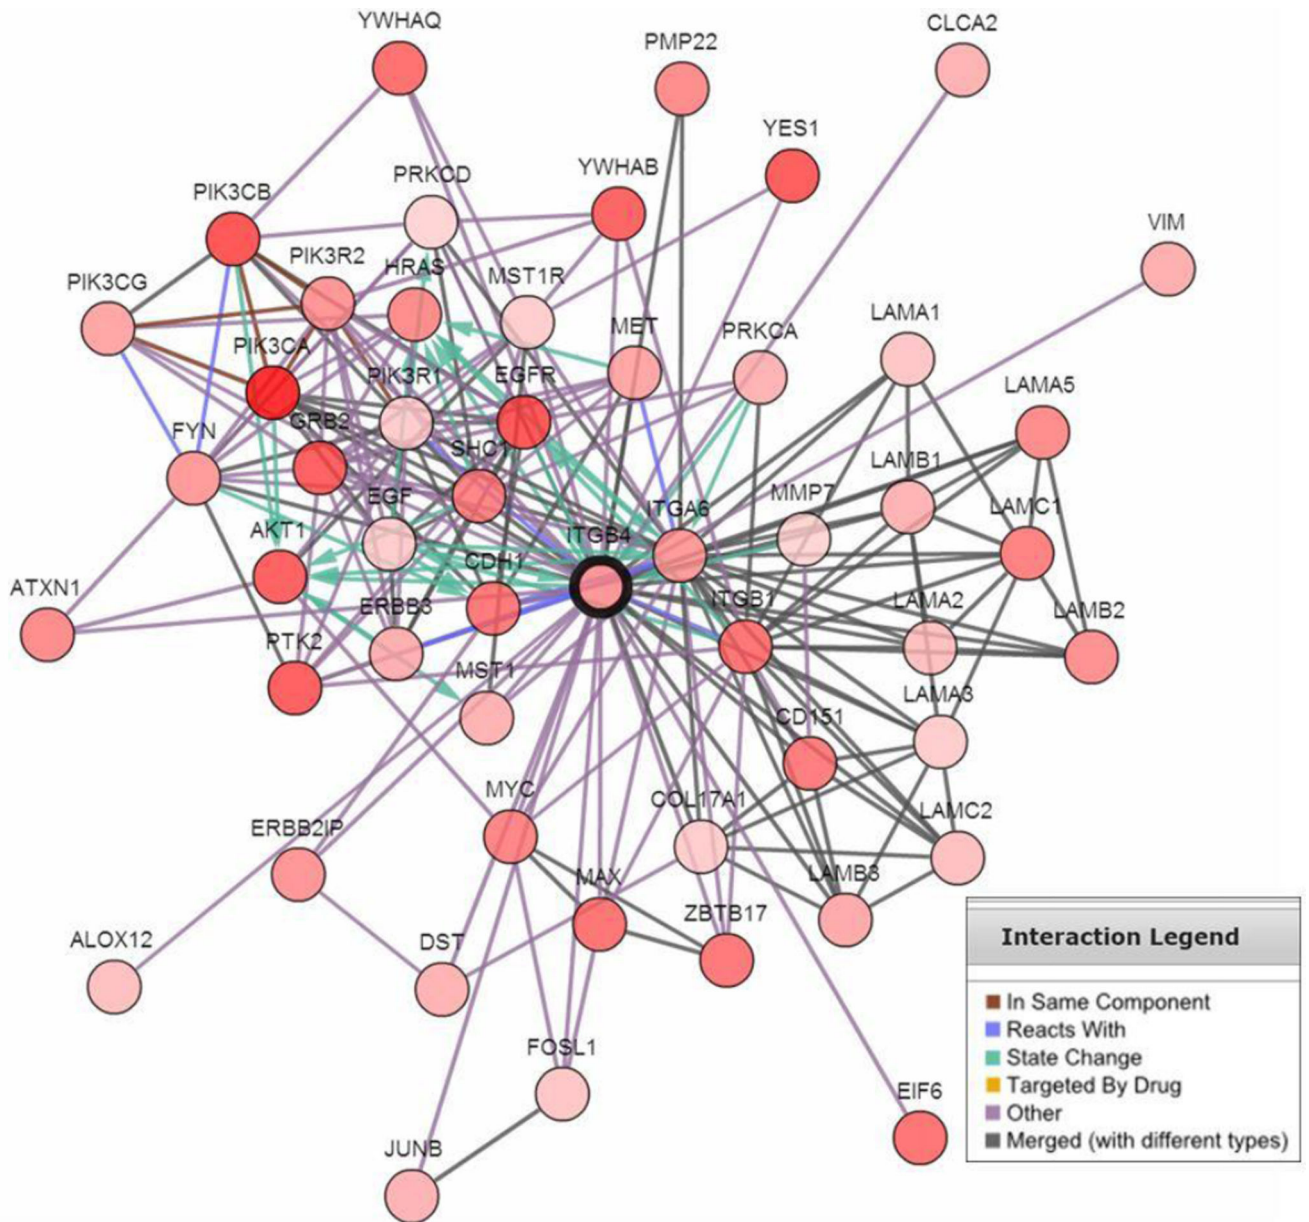 YWHAQ
CLCA2
PMP22
YES1
YWHAB
PRKCD
PIK3CB
VIM
PIK3R2
HRAS
MST1R
PIK3CG
MET
PRKCA
LAMA1
PIK3CA
PIK3R1
EGFR
LAMA5
GRB2
FYN
SHC1
LAMB1
EGF
ITGA6
MMP7
LAMC1
AKT1
ITGB4
CDH1
ATXN1
ERBB3
ITGB1
LAMA2
LAMB2
PTK2
MST1
LAMA3
CD151
MYC
COL17A1
LAMC2
ERBB2IP
MAX
LAMB3
ZBTB17
ALOX12
DST
FOSL1
EIF6
JUNB
Interaction Legend
In Same Component
Reacts With
State Change
Targeted By Drug
Other
Merged (with different types)